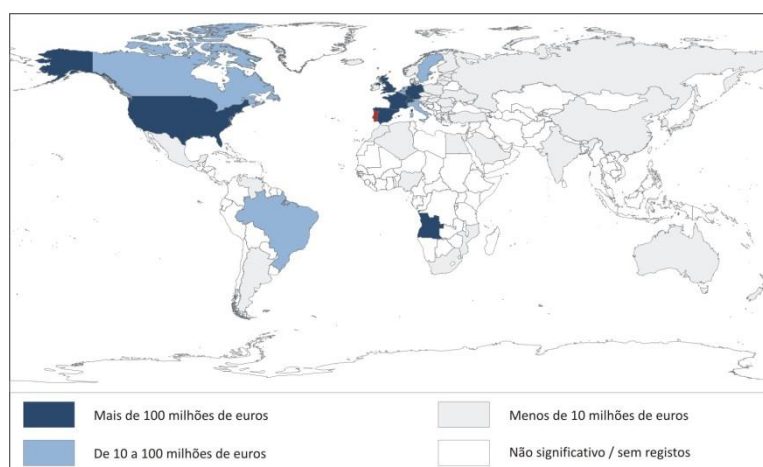 Mais de 100 milhões de euros
Menos de 10 milhões de euros
De 10 a 100 milhões de euros
Não significativo / sem registos